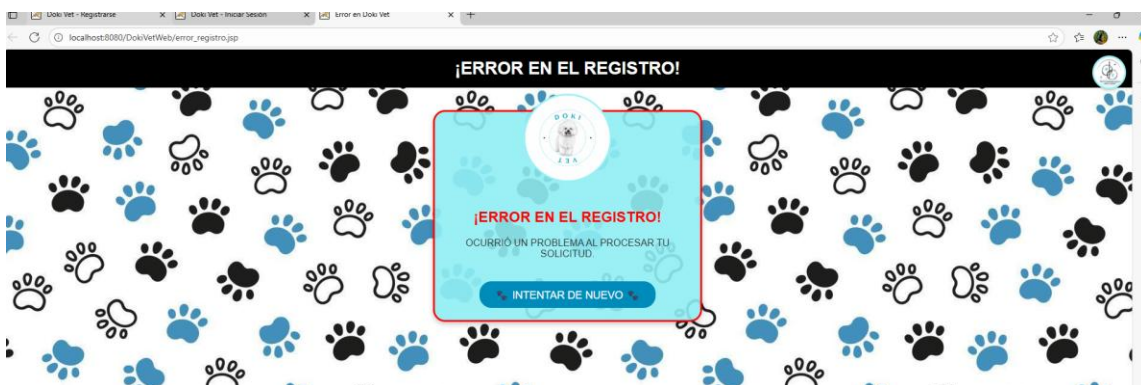 Doki Vet - Registrarse
Doki Vet - Iniciar Sesión
Error en Doki Vet
localhost:8080/DokiVetWeb/error_registro.jsp
¡ERROR EN EL REGISTRO!
DOKI
VET
¡ERROR EN EL REGISTRO!
OCURRIÓ UN PROBLEMA AL PROCESAR TU
SOLICITUD.
INTENTAR DE NUEVO